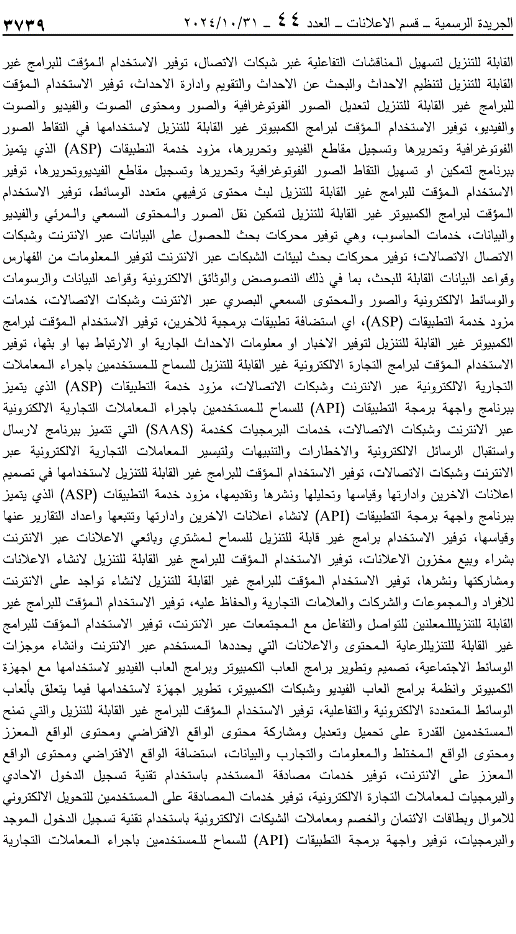 الجريدة الرسمية ــ قسم الاعلانات ــ العدد ٤٤ ــ ٢٠٢٤/١٠/٣١ ٣٧٣٩
القابلة للتنزيل لتسهيل المناقشات التفاعلية غبر شبكات الاتصال، توفير الاستخدام المؤقت للبرامج غير
القابلة للتنزيل لتنظيم الاحداث والبحث عن الاحداث والتقويم وادارة الاحداث، توفير الاستخدام المؤقت
للبرامج غير القابلة للتنزيل لتعديل الصور الفوتوغرافية والصور ومحتوى الصوت والفيديو والصوت
والفيديو، توفير الاستخدام المؤقت لبرامج الكمبيوتر غير القابلة للتنزيل لاستخدامها في التقاط الصور
الفوتوغرافية وتحريرها وتسجيل مقاطع الفيديو وتحريرها، مزود خدمة التطبيقات (ASP) الذي يتميز
ببرنامج لتمكين او تسهيل التقاط الصور الفوتوغرافية وتحريرها وتسجيل مقاطع الفيديووتحريرها، توفير
الاستخدام المؤقت للبرامج غير القابلة للتنزيل لبث محتوى ترفيهي متعدد الوسائط، توفير الاستخدام
المؤقت لبرامج الكمبيوتر غير القابلة للتنزيل لتمكين نقل الصور والمحتوى السمعي والمرئي والفيديو
والبيانات، خدمات الحاسوب، وهي توفير محركات بحث للحصول على البيانات عبر الانترنت وشبكات
الاتصال الاتصالات؛ توفير محركات بحث لبيئات الشبكات عبر الانترنت لتوفير المعلومات من الفهارس
وقواعد البيانات القابلة للبحث، بما في ذلك النصوصض والوثائق الالكترونية وقواعد البيانات والرسومات
والوسائط الالكترونية والصور والمحتوى السمعي البصري عبر الانترنت وشبكات الاتصالات، خدمات
مزود خدمة التطبيقات (ASP)، اي استضافة تطبيقات برمجية للاخرين، توفير الاستخدام المؤقت لبرامج
الكمبيوتر غير القابلة للتنزيل لتوفير الاخبار او معلومات الاحداث الجارية او الارتباط بها او بثها، توفير
الاستخدام المؤقت لبرامج التجارة الالكترونية غير القابلة للتنزيل للسماح للمستخدمين باجراء المعاملات
التجارية الالكترونية عبر الانترنت وشبكات الاتصالات، مزود خدمة التطبيقات (ASP) الذي يتميز
ببرنامج واجهة برمجة التطبيقات (API) للسماح للمستخدمين باجراء المعاملات التجارية الالكترونية
عبر الانترنت وشبكات الاتصالات، خدمات البرمجيات كخدمة (SAAS) التي تتميز ببرنامج لارسال
واستقبال الرسائل الالكترونية والاخطارات والتنبيهات ولتيسير المعاملات التجارية الالكترونية عبر
الانترنت وشبكات الاتصالات، توفير الاستخدام المؤقت للبرامج غير القابلة للتنزيل لاستخدامها في تصميم
اعلانات الاخرين وادارتها وقياسها وتحليلها ونشرها وتقديمها، مزود خدمة التطبيقات (ASP) الذي يتميز
ببرنامج واجهة برمجة التطبيقات (API) لانشاء اعلانات الاخرين وادارتها وتتبعها واعداد التقارير عنها
وقياسها، توفير الاستخدام برامج غير قابلة للتنزيل للسماح لمشتري وبائعي الاعلانات عبر الانترنت
بشراء وبيع مخزون الاعلانات، توفير الاستخدام المؤقت للبرامج غير القابلة للتنزيل لانشاء الاعلانات
ومشاركتها ونشرها، توفير الاستخدام المؤقت للبرامج غير القابلة للتنزيل لانشاء تواجد على الانترنت
للافراد والمجموعات والشركات والعلامات التجارية والحفاظ عليه، توفير الاستخدام المؤقت للبرامج غير
القابلة للتنزيلللمعلنين للتواصل والتفاعل مع المجتمعات عبر الانترنت، توفير الاستخدام المؤقت للبرامج
غير القابلة للتنزيللرعاية المحتوى والاعلانات التي يحددها المستخدم عبر الانترنت وانشاء موجزات
الوسائط الاجتماعية، تصميم وتطوير برامج العاب الكمبيوتر وبرامج العاب الفيديو لاستخدامها مع اجهزة
الكمبيوتر وانظمة برامج العاب الفيديو وشبكات الكمبيوتر، تطوير اجهزة لاستخدامها فيما يتعلق بألعاب
الوسائط المتعددة الالكترونية والتفاعلية، توفير الاستخدام المؤقت للبرامج غير القابلة للتنزيل والتي تمنح
المستخدمين القدرة على تحميل وتعديل ومشاركة محتوى الواقع الافتراضي ومحتوى الواقع المعزز
ومحتوى الواقع المختلط والمعلومات والتجارب والبيانات، استضافة الواقع الافتراضي ومحتوى الواقع
المعزز على الانترنت، توفير خدمات مصادقة المستخدم باستخدام تقنية تسجيل الدخول الاحادي
والبرمجيات لمعاملات التجارة الالكترونية، توفير خدمات المصادقة على المستخدمين للتحويل الالكتروني
للاموال وبطاقات الائتمان والخصم ومعاملات الشيكات الالكترونية باستخدام تقنية تسجيل الدخول الموجد
والبرمجيات، توفير واجهة برمجة التطبيقات (API) للسماح للمستخدمين باجراء المعاملات التجارية